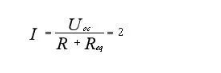 I = U_oc / (R + R_eq) = 2